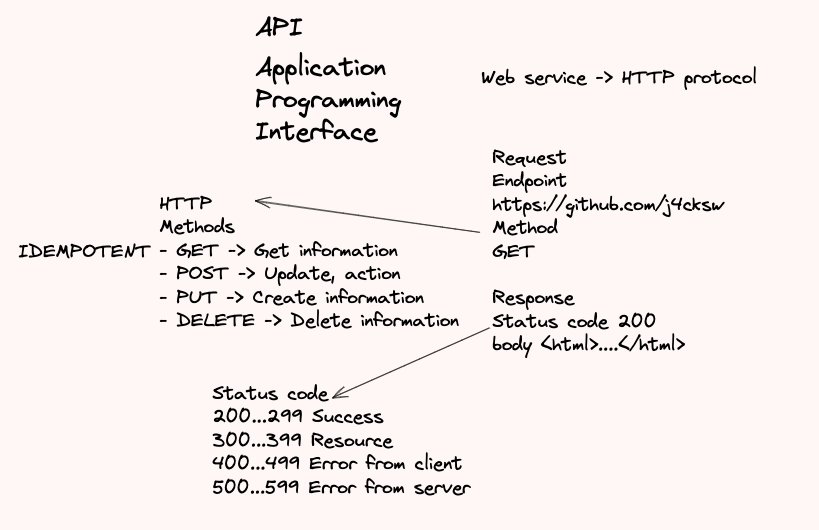 API
Application
Programming
Interface
Web service -> HTTP protocol
Request
Endpoint
https://github.com/j4cksw
Method
GET
Response
Status code 200
body <html>....</html>
HTTP
Methods
IDEMPOTENT - GET -> Get information
- POST -> Update, action
- PUT -> Create information
- DELETE -> Delete information
Status code
200...299 Success
300...399 Resource
400...499 Error from client
500...599 Error from server